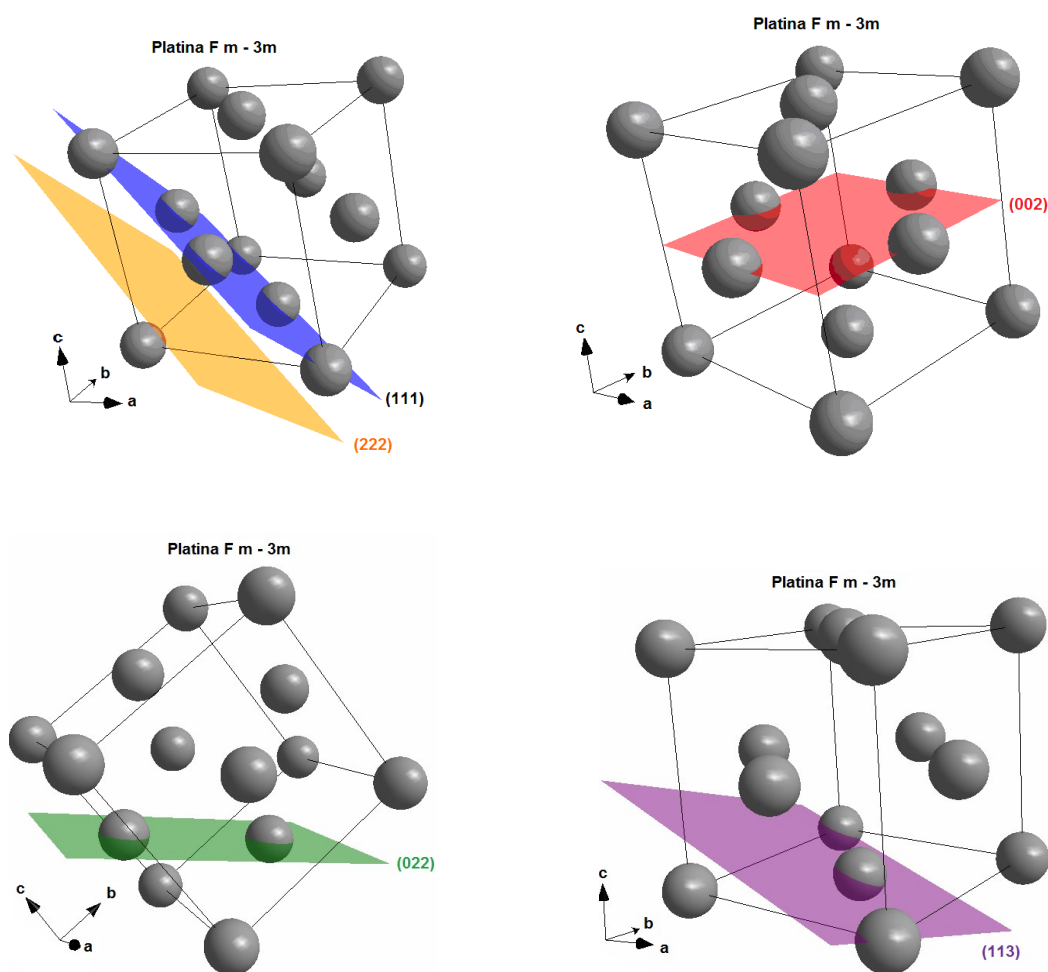 Platina F m - 3m
c
b
a
(111)
(222)
Platina F m - 3m
(002)
c
b
a
Platina F m - 3m
(022)
c
b
a
Platina F m - 3m
c
b
a
(113)